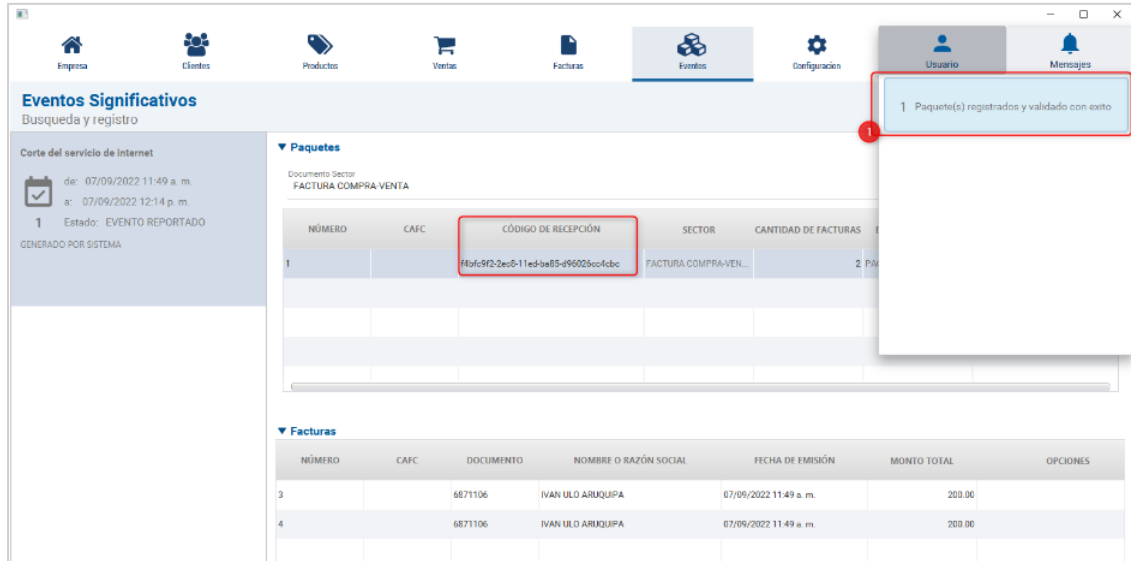 Empresa
Clientes
Productos
Ventas
Facturas
Eventos
Configuracion
Usuario
Mensajes
Eventos Significativos
Busqueda y registro
1 Paquete(s) registrados y validado con exito
1
Corte del servicio de internet
de: 07/09/2022 11:49 a. m.
a: 07/09/2022 12:14 p. m.
1 Estado: EVENTO REPORTADO
GENERADO POR SISTEMA
▼ Paquetes
Documento Sector
FACTURA COMPRA-VENTA
NÚMERO CAFC CÓDIGO DE RECEPCIÓN SECTOR CANTIDAD DE FACTURAS
1 f4bfc9f2-2ec8-11ed-ba85-d96026cc4cbc FACTURA COMPRA-VEN... 2 PA
▼ Facturas
NÚMERO CAFC DOCUMENTO NOMBRE O RAZÓN SOCIAL FECHA DE EMISIÓN MONTO TOTAL OPCIONES
3 6871106 IVAN ULO ARUQUIPA 07/09/2022 11:49 a. m. 200.00
4 6871106 IVAN ULO ARUQUIPA 07/09/2022 11:49 a. m. 200.00